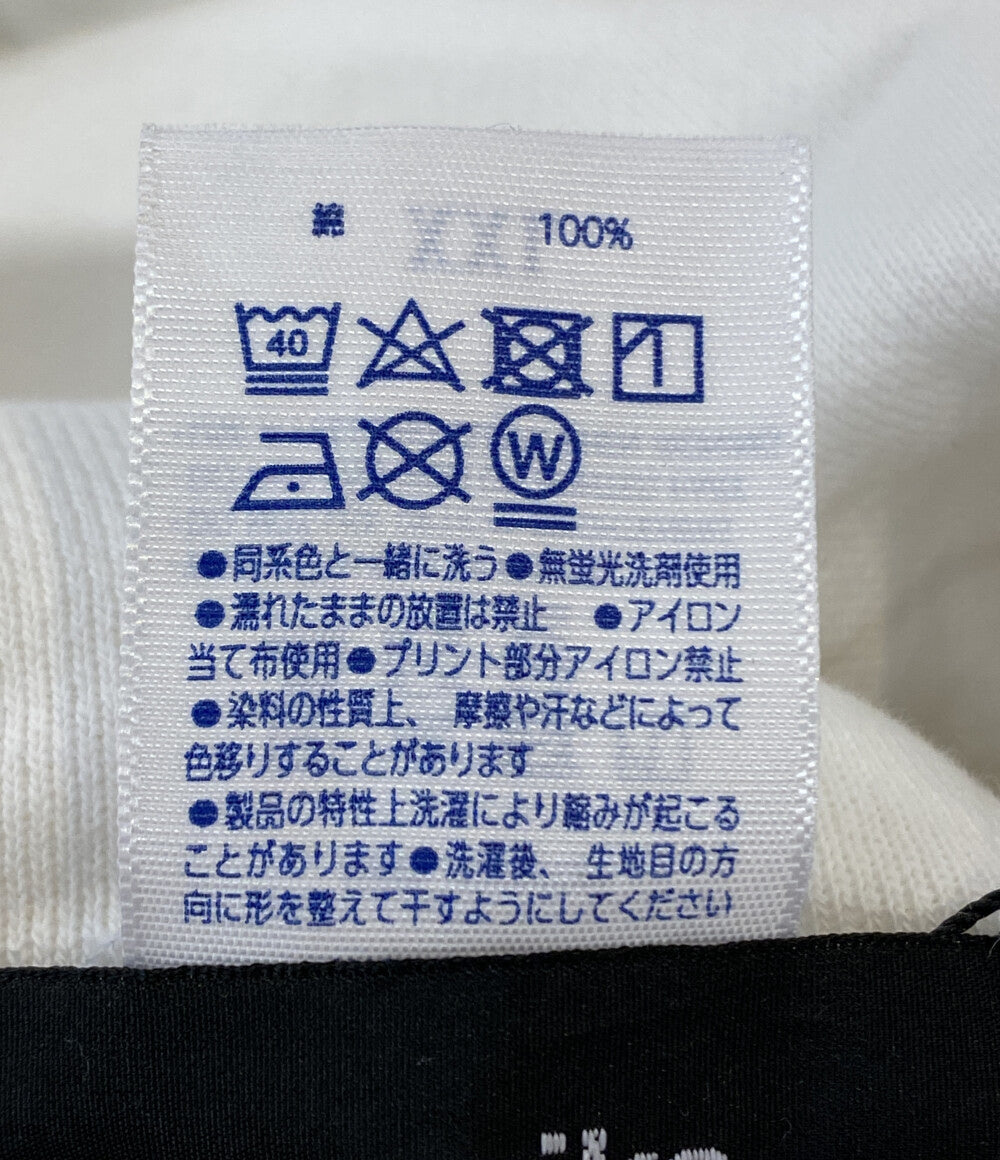 綿 100%
40
W
●同系色と一緒に洗う●無蛍光洗剤使用
●濡れたままの放置は禁止 ●アイロン
当て布使用●プリント部分アイロン禁止
●染料の性質上、 摩擦や汗などによって
色移りすることがあります
●製品の特性上洗濯により縮みが起こる
ことがあります●洗濯後、 生地目の方
向に形を整えて干すようにしてください